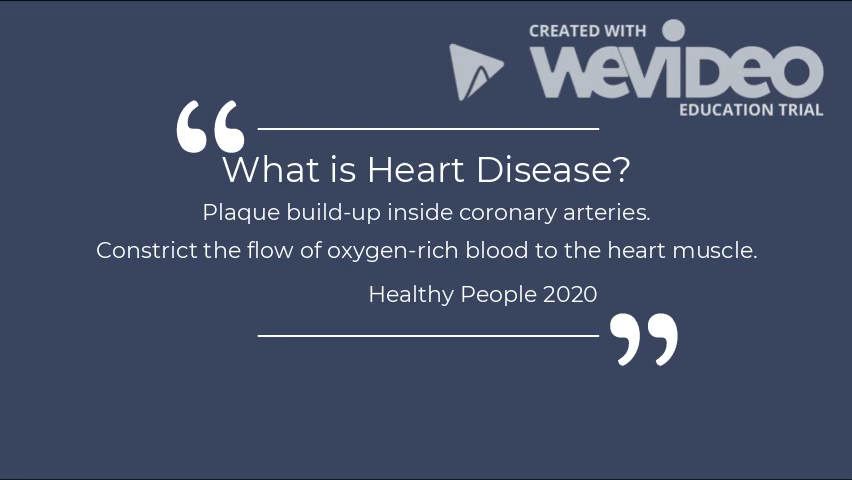 CREATED WITH
WEVIDEO
EDUCATION TRIAL
“
What is Heart Disease?
Plaque build-up inside coronary arteries.
Constrict the flow of oxygen-rich blood to the heart muscle.
Healthy People 2020
”